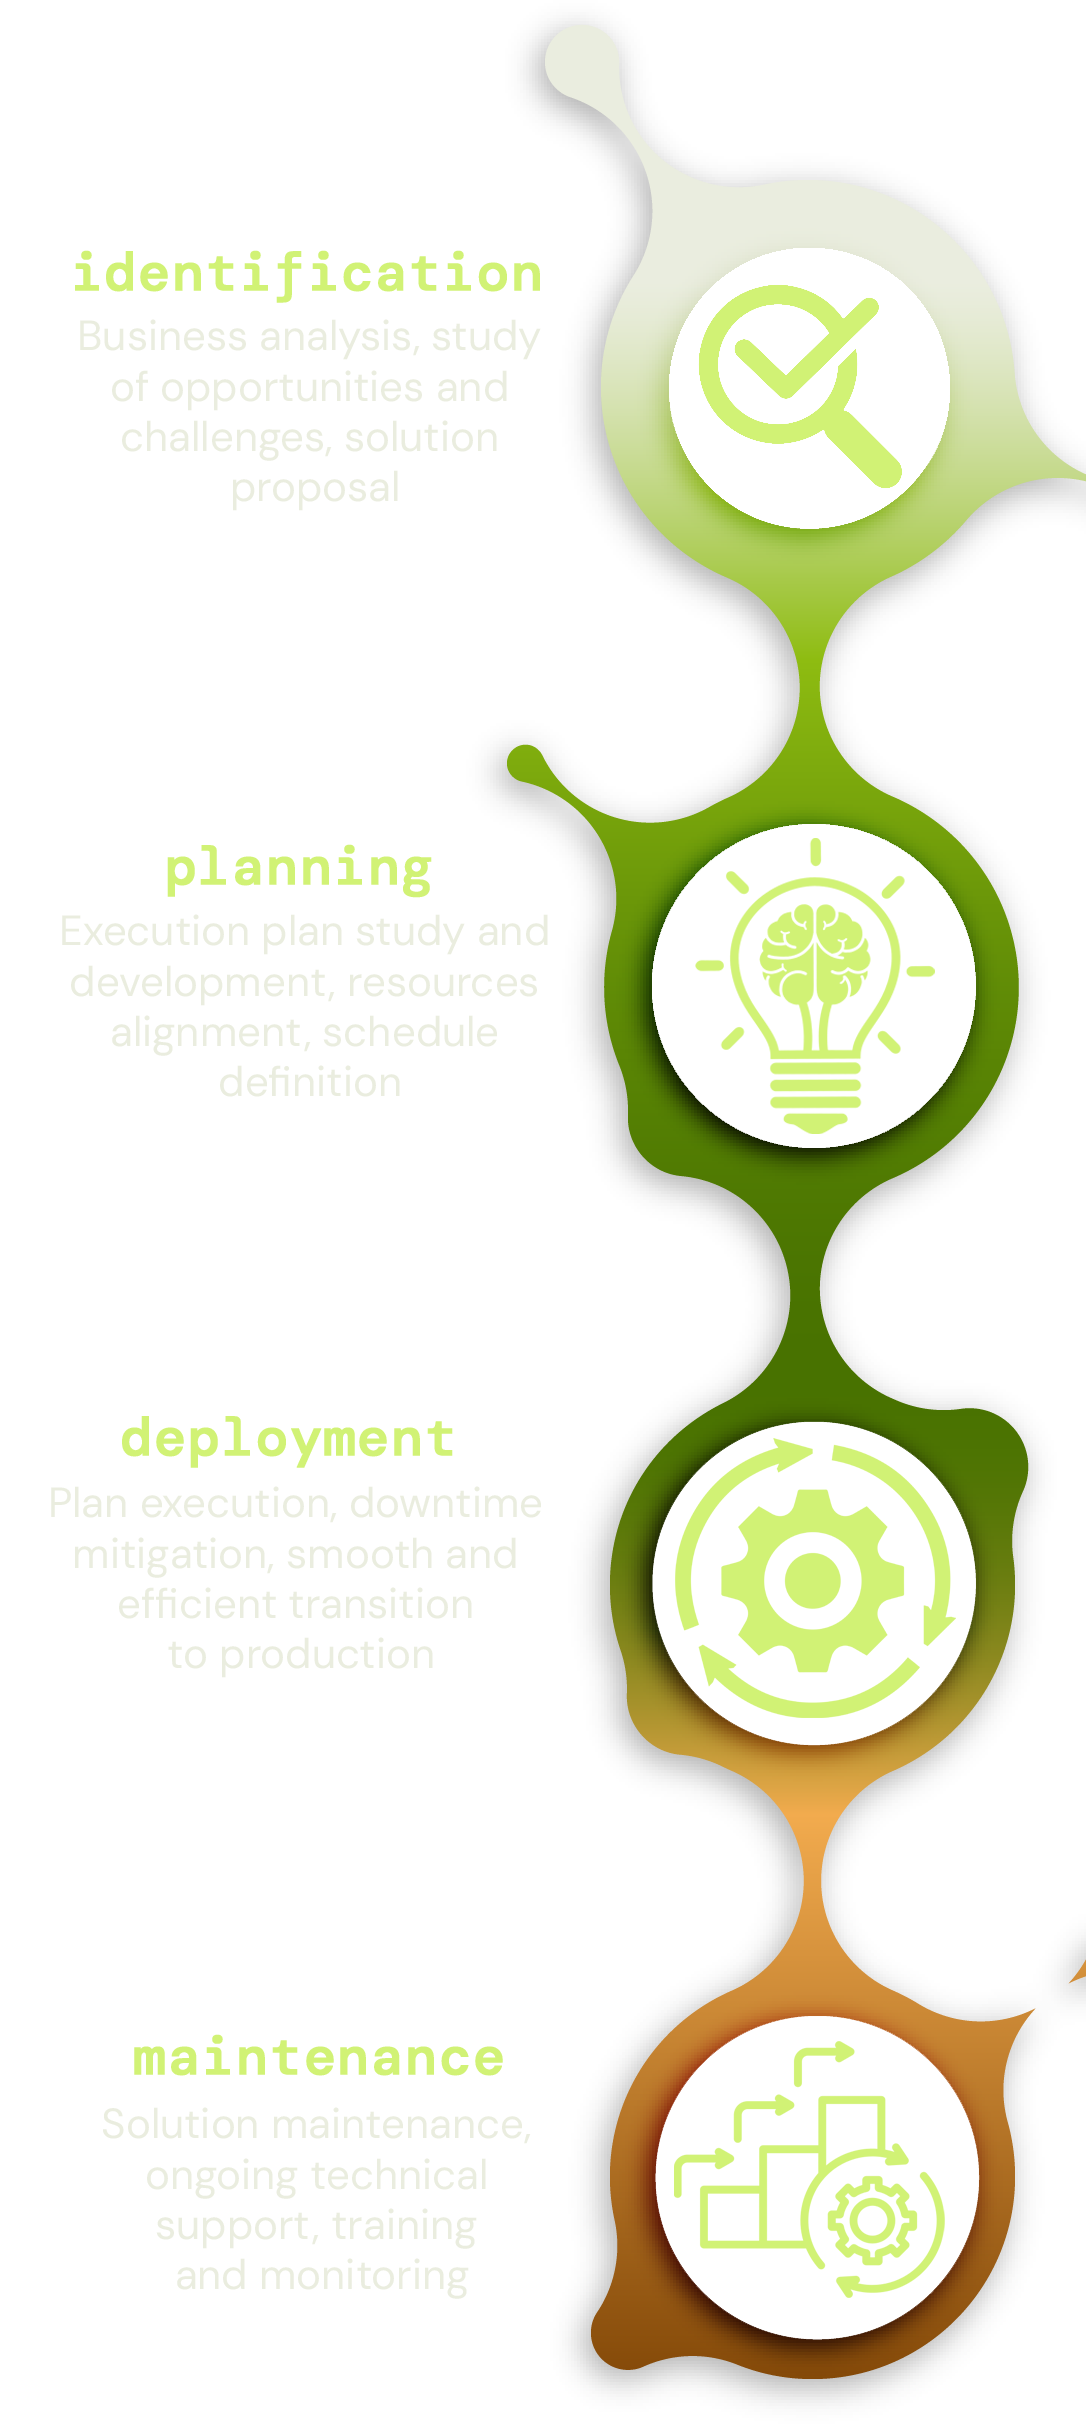 identification
Business analysis, study
of opportunities and
challenges, solution
proposal
planning
Execution plan study and
development, resources
alignment, schedule
definition
deployment
Plan execution, downtime
mitigation, smooth and
efficient transition
to production
maintenance
Solution maintenance,
ongoing technical
support, training
and monitoring